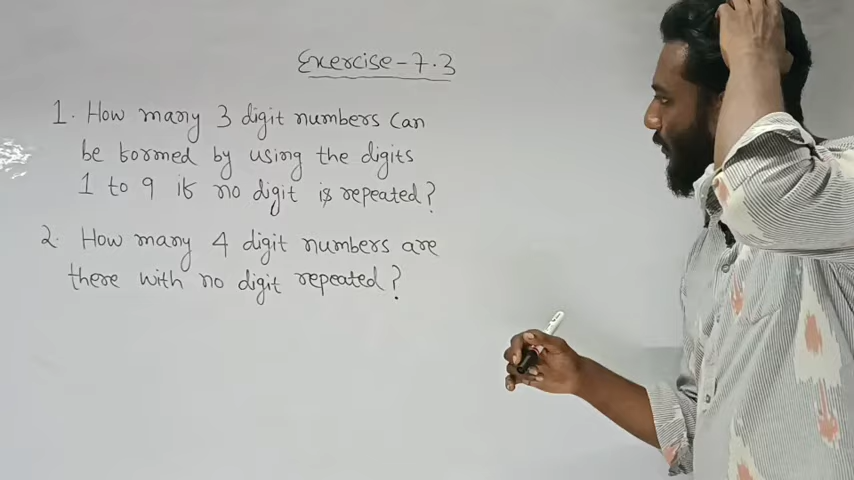 Exercise-7.3
1. How many 3 digit numbers can
be formed by using the digits
1 to 9 if no digit is repeated?
2. How many 4 digit numbers are
there with no digit repeated?